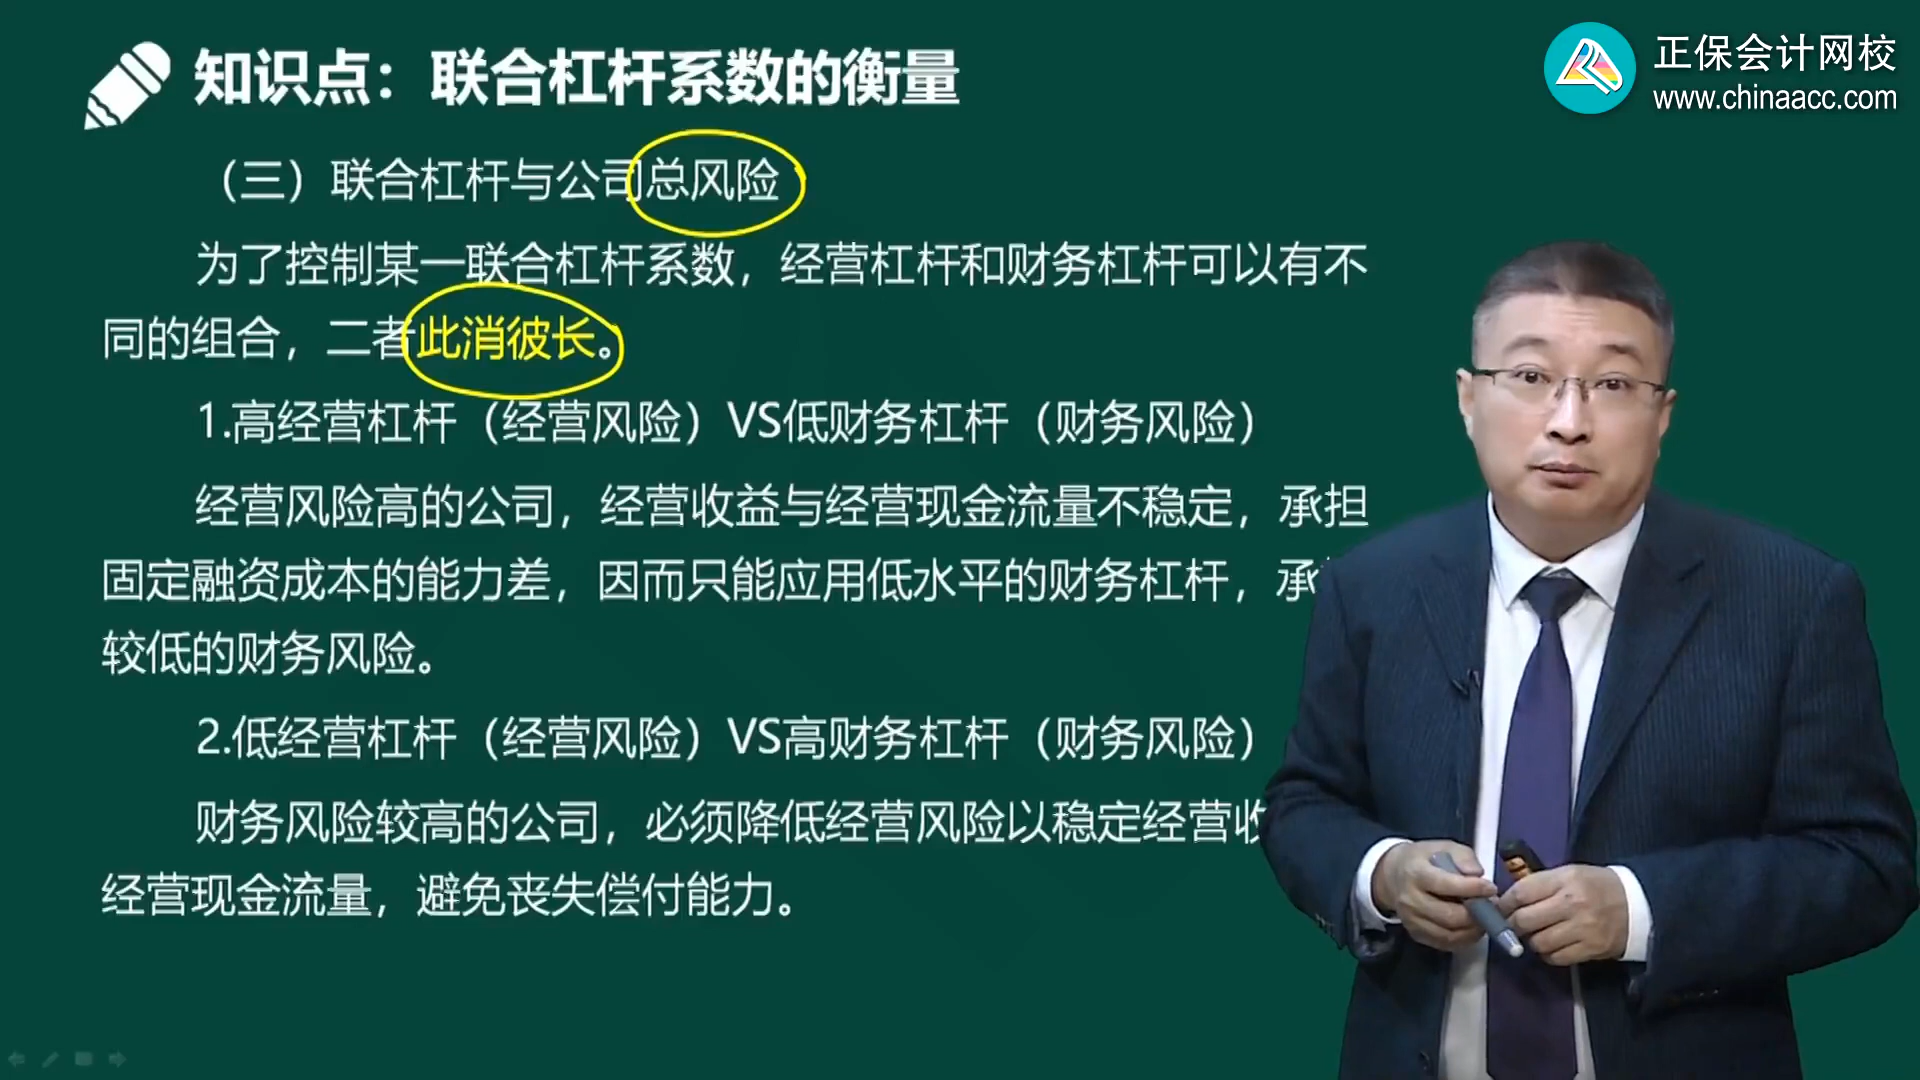 知识点：联合杠杆系数的衡量
正保会计网校
www.chinaacc.com
（三）联合杠杆与公司总风险
为了控制某一联合杠杆系数，经营杠杆和财务杠杆可以有不
同的组合，二者此消彼长。
1.高经营杠杆（经营风险）VS低财务杠杆（财务风险）
经营风险高的公司，经营收益与经营现金流量不稳定，承担
固定融资成本的能力差，因而只能应用低水平的财务杠杆，承
较低的财务风险。
2.低经营杠杆（经营风险）VS高财务杠杆（财务风险）
财务风险较高的公司，必须降低经营风险以稳定经营收
经营现金流量，避免丧失偿付能力。